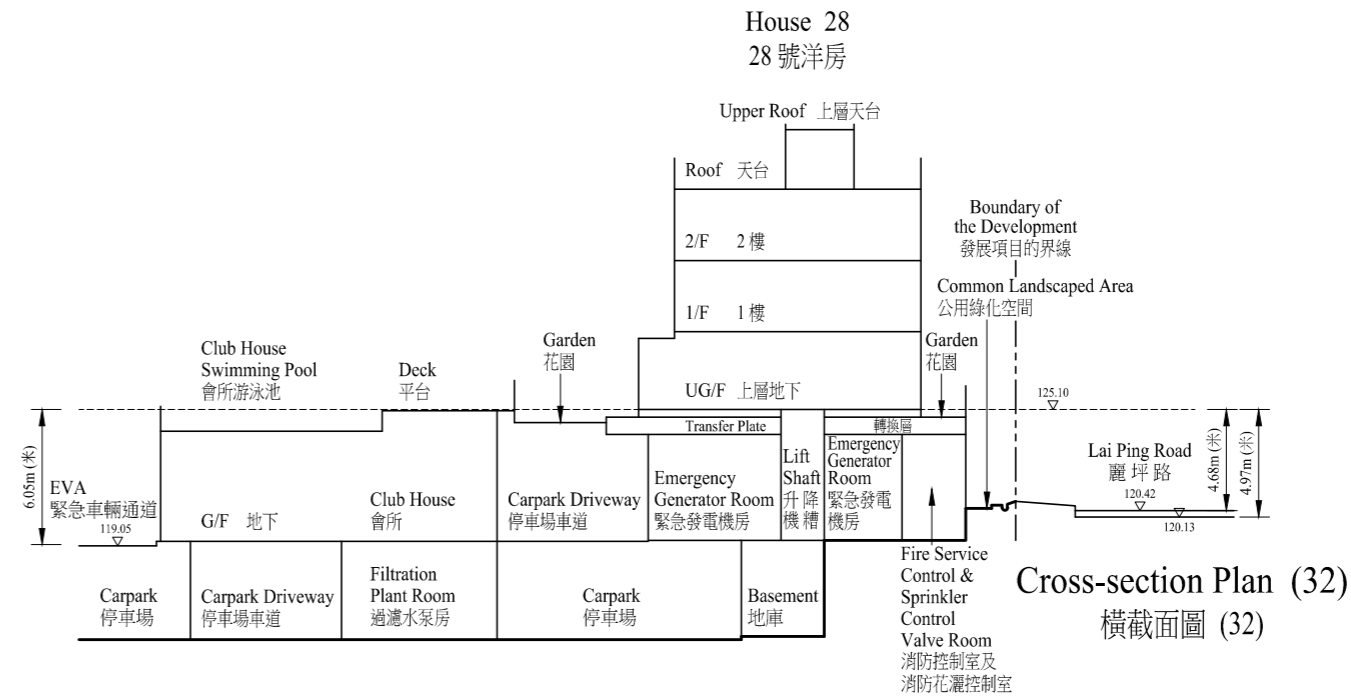 House 28
28 號洋房
Upper Roof 上層天台
Roof 天台
Boundary of
the Development
發展項目的界線
2/F 2 樓
Common Landscaped Area
公用綠化空間
1/F 1 樓
Club House
Swimming Pool
會所游泳池
Deck
平台
Garden
花園
Garden
花園
UG/F 上層地下
125.10
Transfer Plate
轉換層
6.05m (米)
EVA
緊急車輛通道
119.05
G/F 地下
Club House
會所
Carpark Driveway
停車場車道
Emergency
Generator Room
緊急發電機房
Lift
Shaft
升降
機糟
Emergency
Generator
Room
緊急發電
機房
Lai Ping Road
麗坪路
120.42
120.13
4.68m (米)
4.97m (米)
Carpark
停車場
Carpark Driveway
停車場車道
Filtration
Plant Room
過濾水泵房
Carpark
停車場
Basement
地庫
Fire Service
Control &
Sprinkler
Control
Valve Room
消防控制室及
消防花灑控制室
Cross-section Plan (32)
橫截面圖 (32)